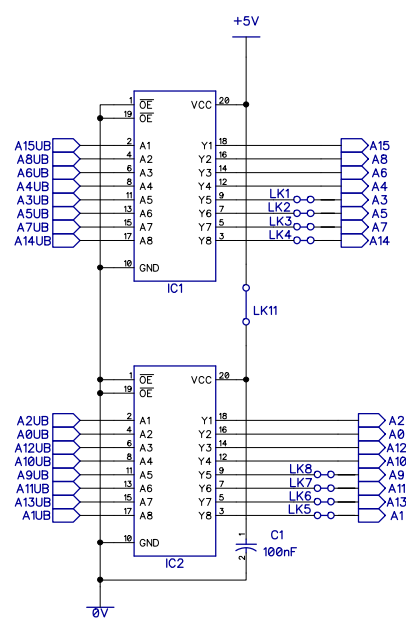 +5V
1 OE VCC 20
19 OE
A15UB 2 A1 Y1 18 A15
A8UB 4 A2 Y2 16 A8
A6UB 6 A3 Y3 14 A6
A4UB 8 A4 Y4 12 A4
A3UB 11 A5 Y5 9 LK1 A3
A5UB 13 A6 Y6 7 LK2 A5
A7UB 15 A7 Y7 5 LK3 A7
A14UB 17 A8 Y8 3 LK4 A14
10 GND
IC1
LK11
1 OE VCC 20
19 OE
A2UB 2 A1 Y1 18 A2
A0UB 4 A2 Y2 16 A0
A12UB 6 A3 Y3 14 A12
A10UB 8 A4 Y4 12 A10
A9UB 11 A5 Y5 9 LK8 A9
A11UB 13 A6 Y6 7 LK7 A11
A13UB 15 A7 Y7 5 LK6 A13
A1UB 17 A8 Y8 3 LK5 A1
10 GND
1 C1
2 100nF
IC2
0V